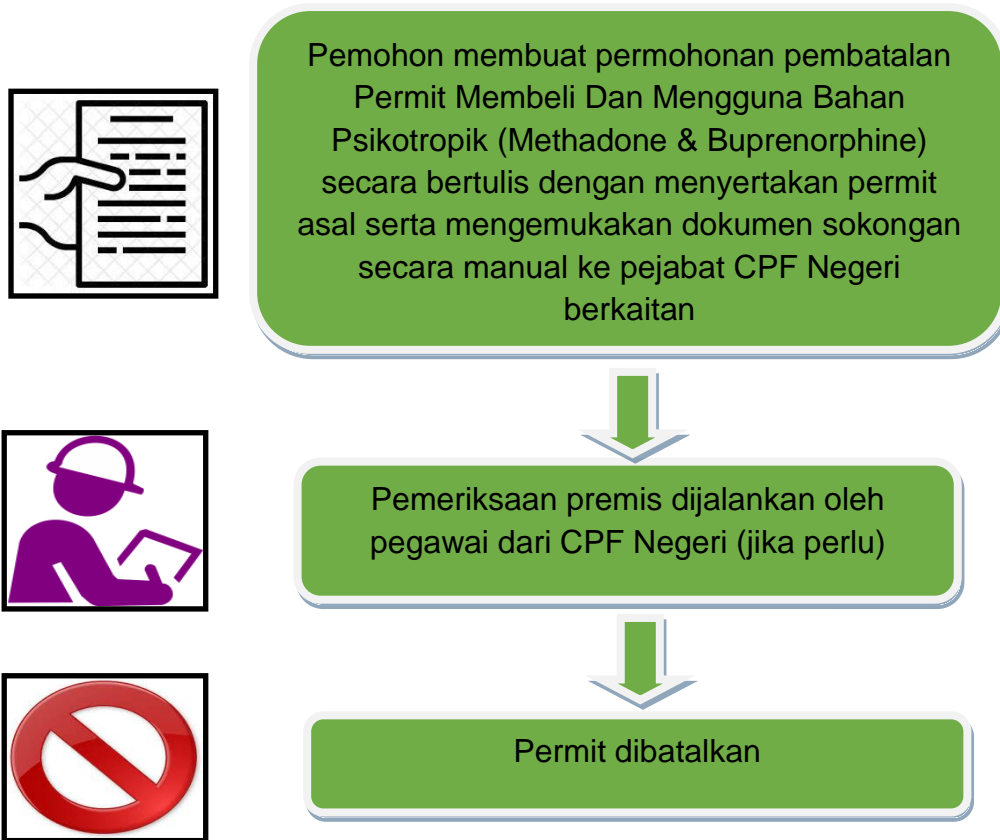 Pemohon membuat permohonan pembatalan
Permit Membeli Dan Mengguna Bahan
Psikotropik (Methadone & Buprenorphine)
secara bertulis dengan menyertakan permit
asal serta mengemukakan dokumen sokongan
secara manual ke pejabat CPF Negeri
berkaitan
Pemeriksaan premis dijalankan oleh
pegawai dari CPF Negeri (jika perlu)
Permit dibatalkan